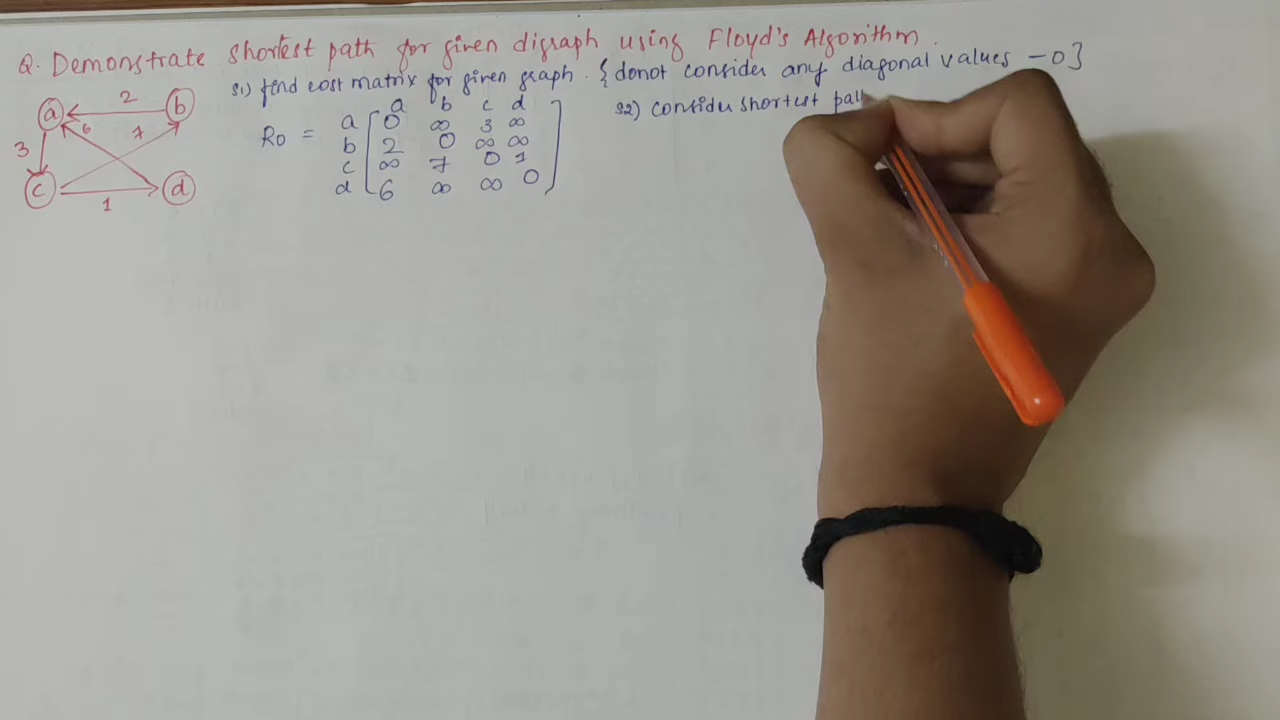 Q. Demonstrate shortest path for given digraph using Floyd's Algorithm
S1) find cost matrix for given graph. {donot consider any diagonal values -0}
S2) consider shortest pat
a 2 b
3 6 7
c 1 d
a b c d
R0 = a 0 ∞ 3 ∞
b 2 0 ∞ ∞
c ∞ 7 0 1
d 6 ∞ ∞ 0